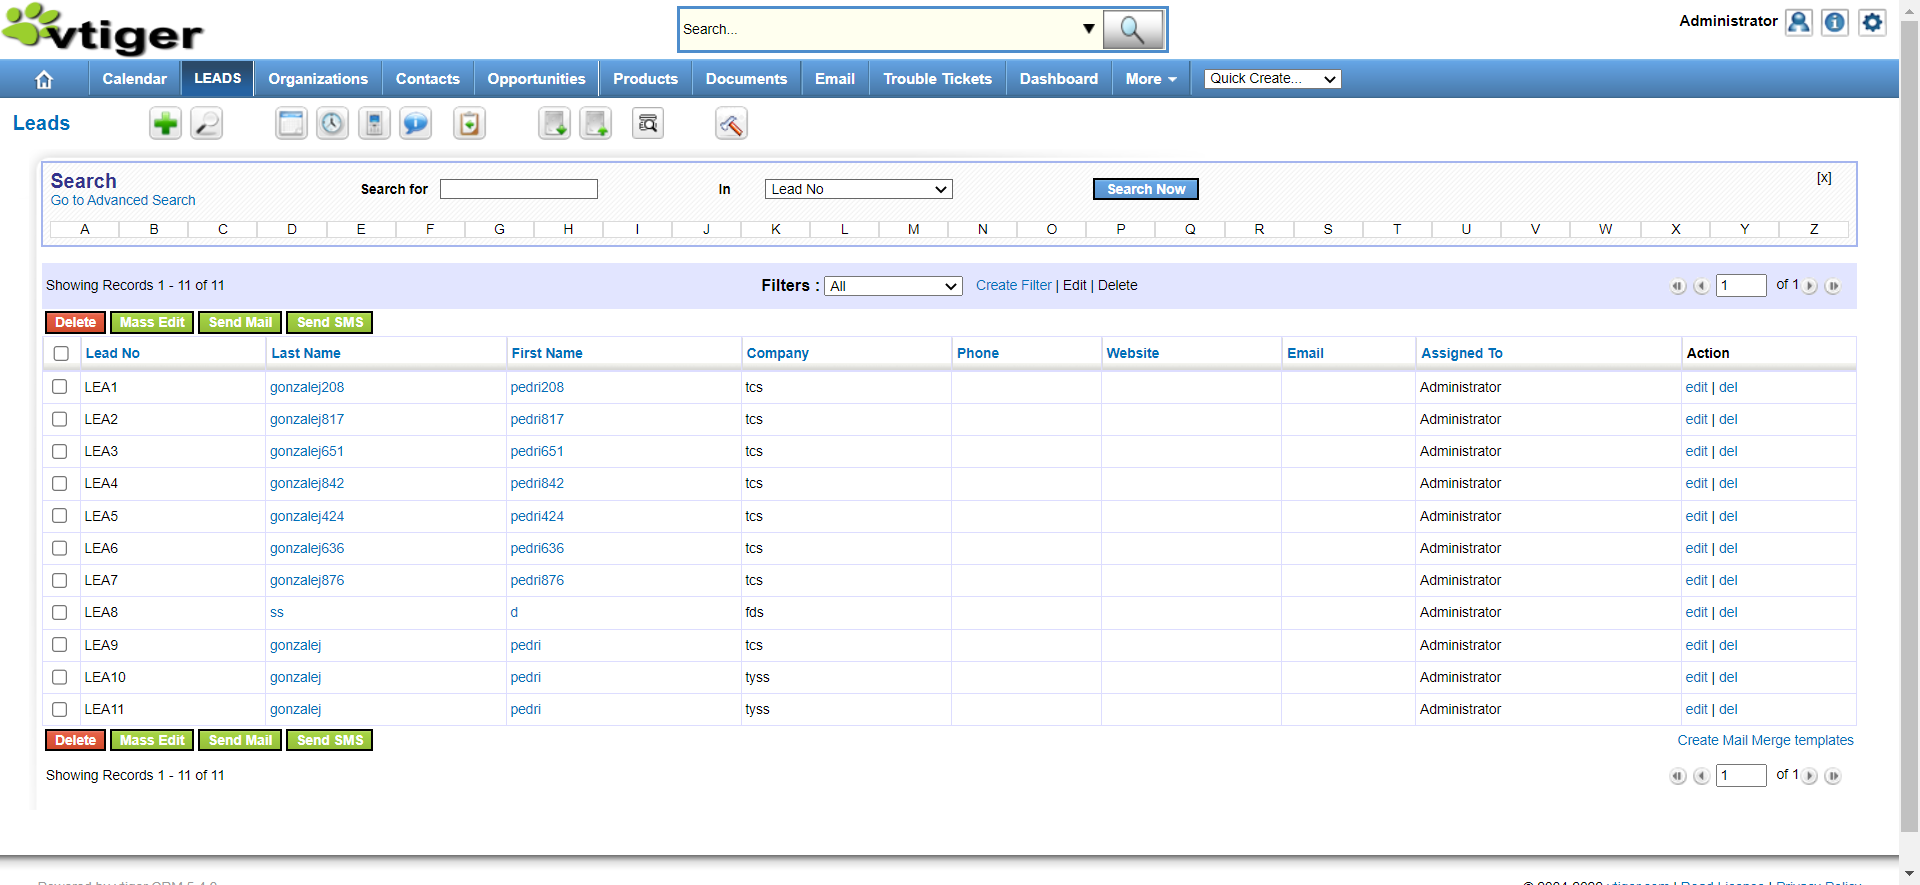 vtiger
Search...
Administrator
Calendar LEADS Organizations Contacts Opportunities Products Documents Email Trouble Tickets Dashboard More Quick Create...
Leads
Search
Go to Advanced Search
Search for In Lead No Search Now [x]
A B C D E F G H I J K L M N O P Q R S T U V W X Y Z
Showing Records 1 - 11 of 11 Filters : All Create Filter | Edit | Delete 1 of 1
Delete Mass Edit Send Mail Send SMS
Lead No Last Name First Name Company Phone Website Email Assigned To Action
LEA1 gonzalej208 pedri208 tcs Administrator edit | del
LEA2 gonzalej817 pedri817 tcs Administrator edit | del
LEA3 gonzalej651 pedri651 tcs Administrator edit | del
LEA4 gonzalej842 pedri842 tcs Administrator edit | del
LEA5 gonzalej424 pedri424 tcs Administrator edit | del
LEA6 gonzalej636 pedri636 tcs Administrator edit | del
LEA7 gonzalej876 pedri876 tcs Administrator edit | del
LEA8 ss d fds Administrator edit | del
LEA9 gonzalej pedri tcs Administrator edit | del
LEA10 gonzalej pedri tyss Administrator edit | del
LEA11 gonzalej pedri tyss Administrator edit | del
Delete Mass Edit Send Mail Send SMS Create Mail Merge templates
Showing Records 1 - 11 of 11 1 of 1